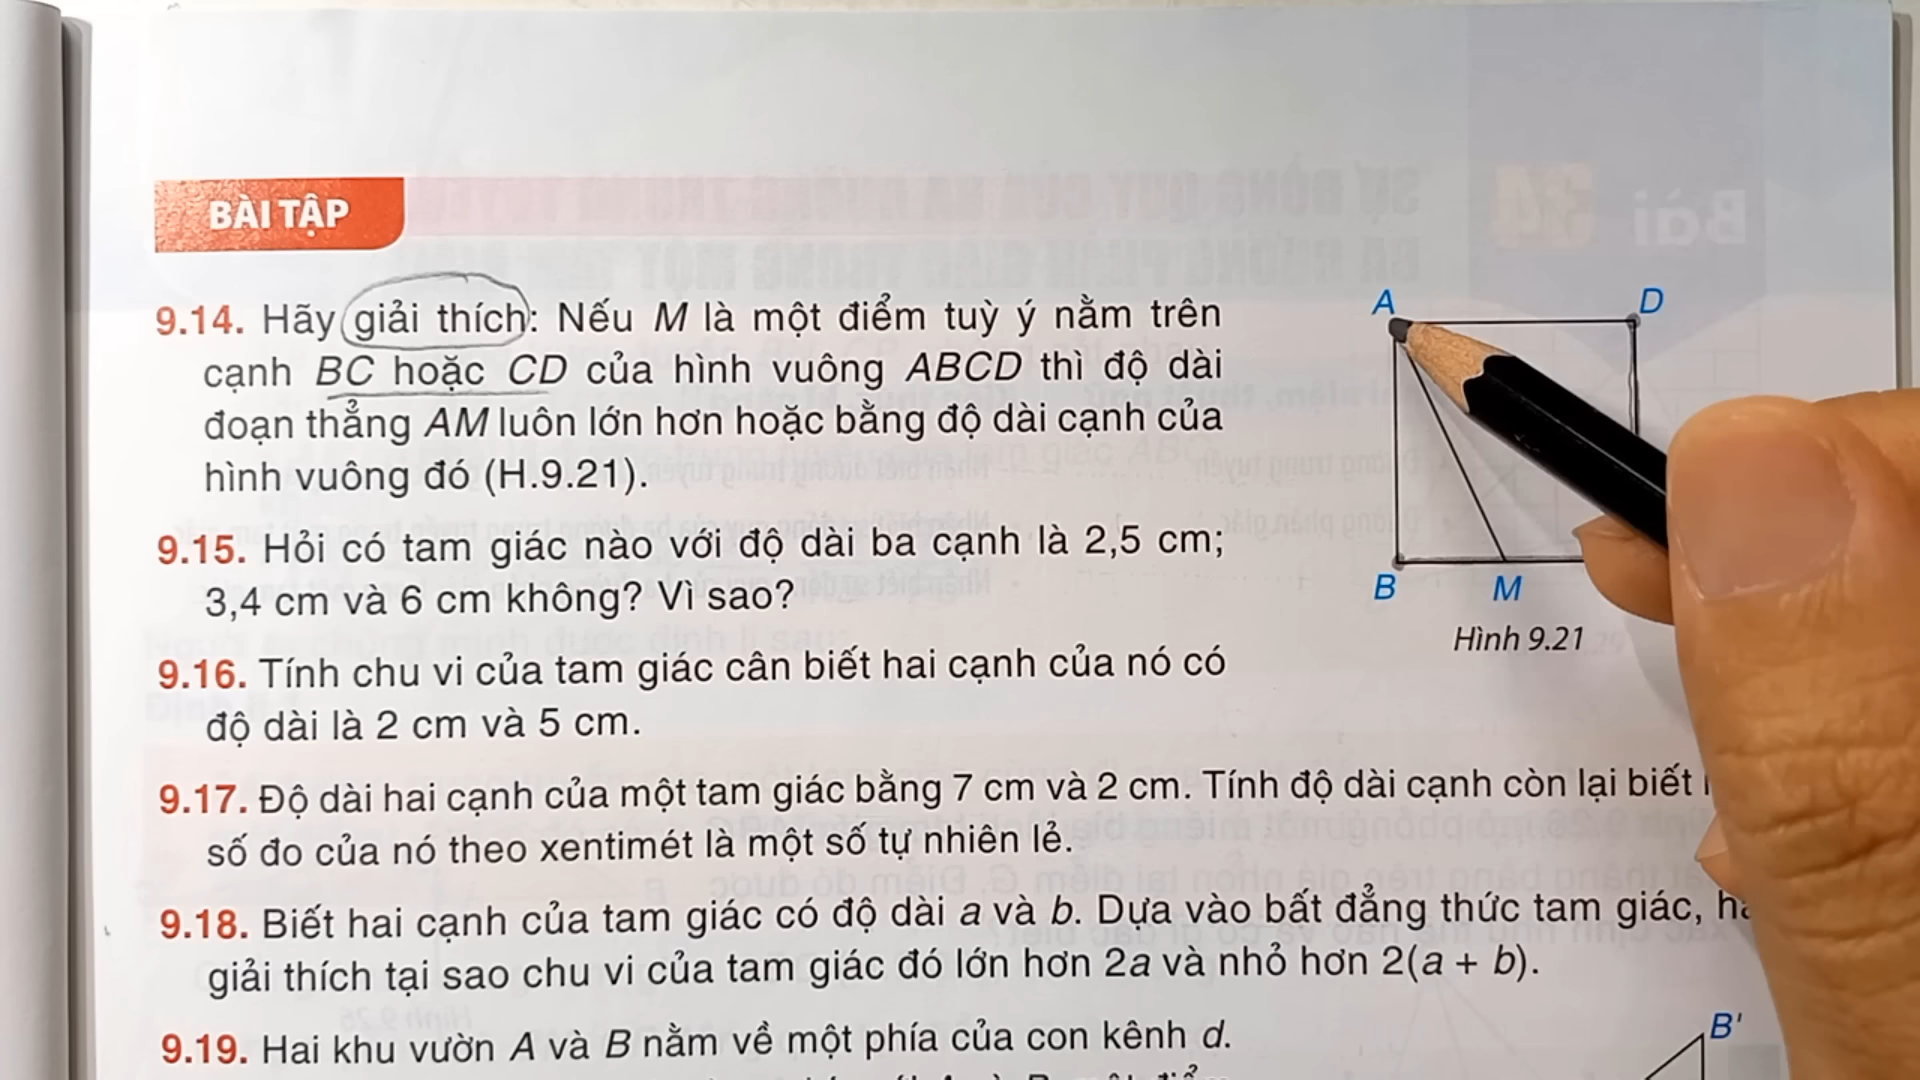 BÀI TẬP
9.14. Hãy giải thích: Nếu M là một điểm tuỳ ý nằm trên
cạnh BC hoặc CD của hình vuông ABCD thì độ dài
đoạn thẳng AM luôn lớn hơn hoặc bằng độ dài cạnh của
hình vuông đó (H.9.21).
A
D
B
M
Hình 9.21
9.15. Hỏi có tam giác nào với độ dài ba cạnh là 2,5 cm;
3,4 cm và 6 cm không? Vì sao?
9.16. Tính chu vi của tam giác cân biết hai cạnh của nó có
độ dài là 2 cm và 5 cm.
9.17. Độ dài hai cạnh của một tam giác bằng 7 cm và 2 cm. Tính độ dài cạnh còn lại biết
số đo của nó theo xentimét là một số tự nhiên lẻ.
9.18. Biết hai cạnh của tam giác có độ dài a và b. Dựa vào bất đẳng thức tam giác,
giải thích tại sao chu vi của tam giác đó lớn hơn 2a và nhỏ hơn 2(a + b).
9.19. Hai khu vườn A và B nằm về một phía của con kênh d.
B'